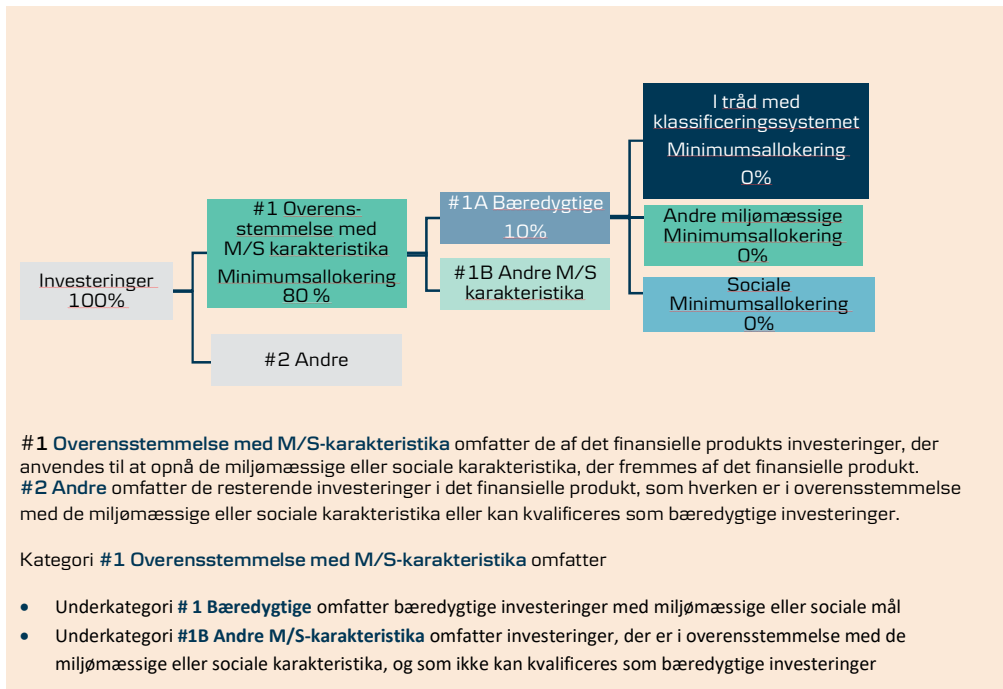 Investeringer
100%
#1 Overens-
stemmelse med
M/S karakteristika
Minimumsallokering
80 %
#2 Andre
#1A Bæredygtige
10%
#1B Andre M/S
karakteristika
I tråd med
klassificeringssystemet
Minimumsallokering
0%
Andre miljømæssige
Minimumsallokering
0%
Sociale
Minimumsallokering
0%
#1 Overensstemmelse med M/S-karakteristika omfatter de af det finansielle produkts investeringer, der
anvendes til at opnå de miljømæssige eller sociale karakteristika, der fremmes af det finansielle produkt.
#2 Andre omfatter de resterende investeringer i det finansielle produkt, som hverken er i overensstemmelse
med de miljømæssige eller sociale karakteristika eller kan kvalificeres som bæredygtige investeringer.
Kategori #1 Overensstemmelse med M/S-karakteristika omfatter
• Underkategori # 1 Bæredygtige omfatter bæredygtige investeringer med miljømæssige eller sociale mål
• Underkategori #1B Andre M/S-karakteristika omfatter investeringer, der er i overensstemmelse med de
miljømæssige eller sociale karakteristika, og som ikke kan kvalificeres som bæredygtige investeringer